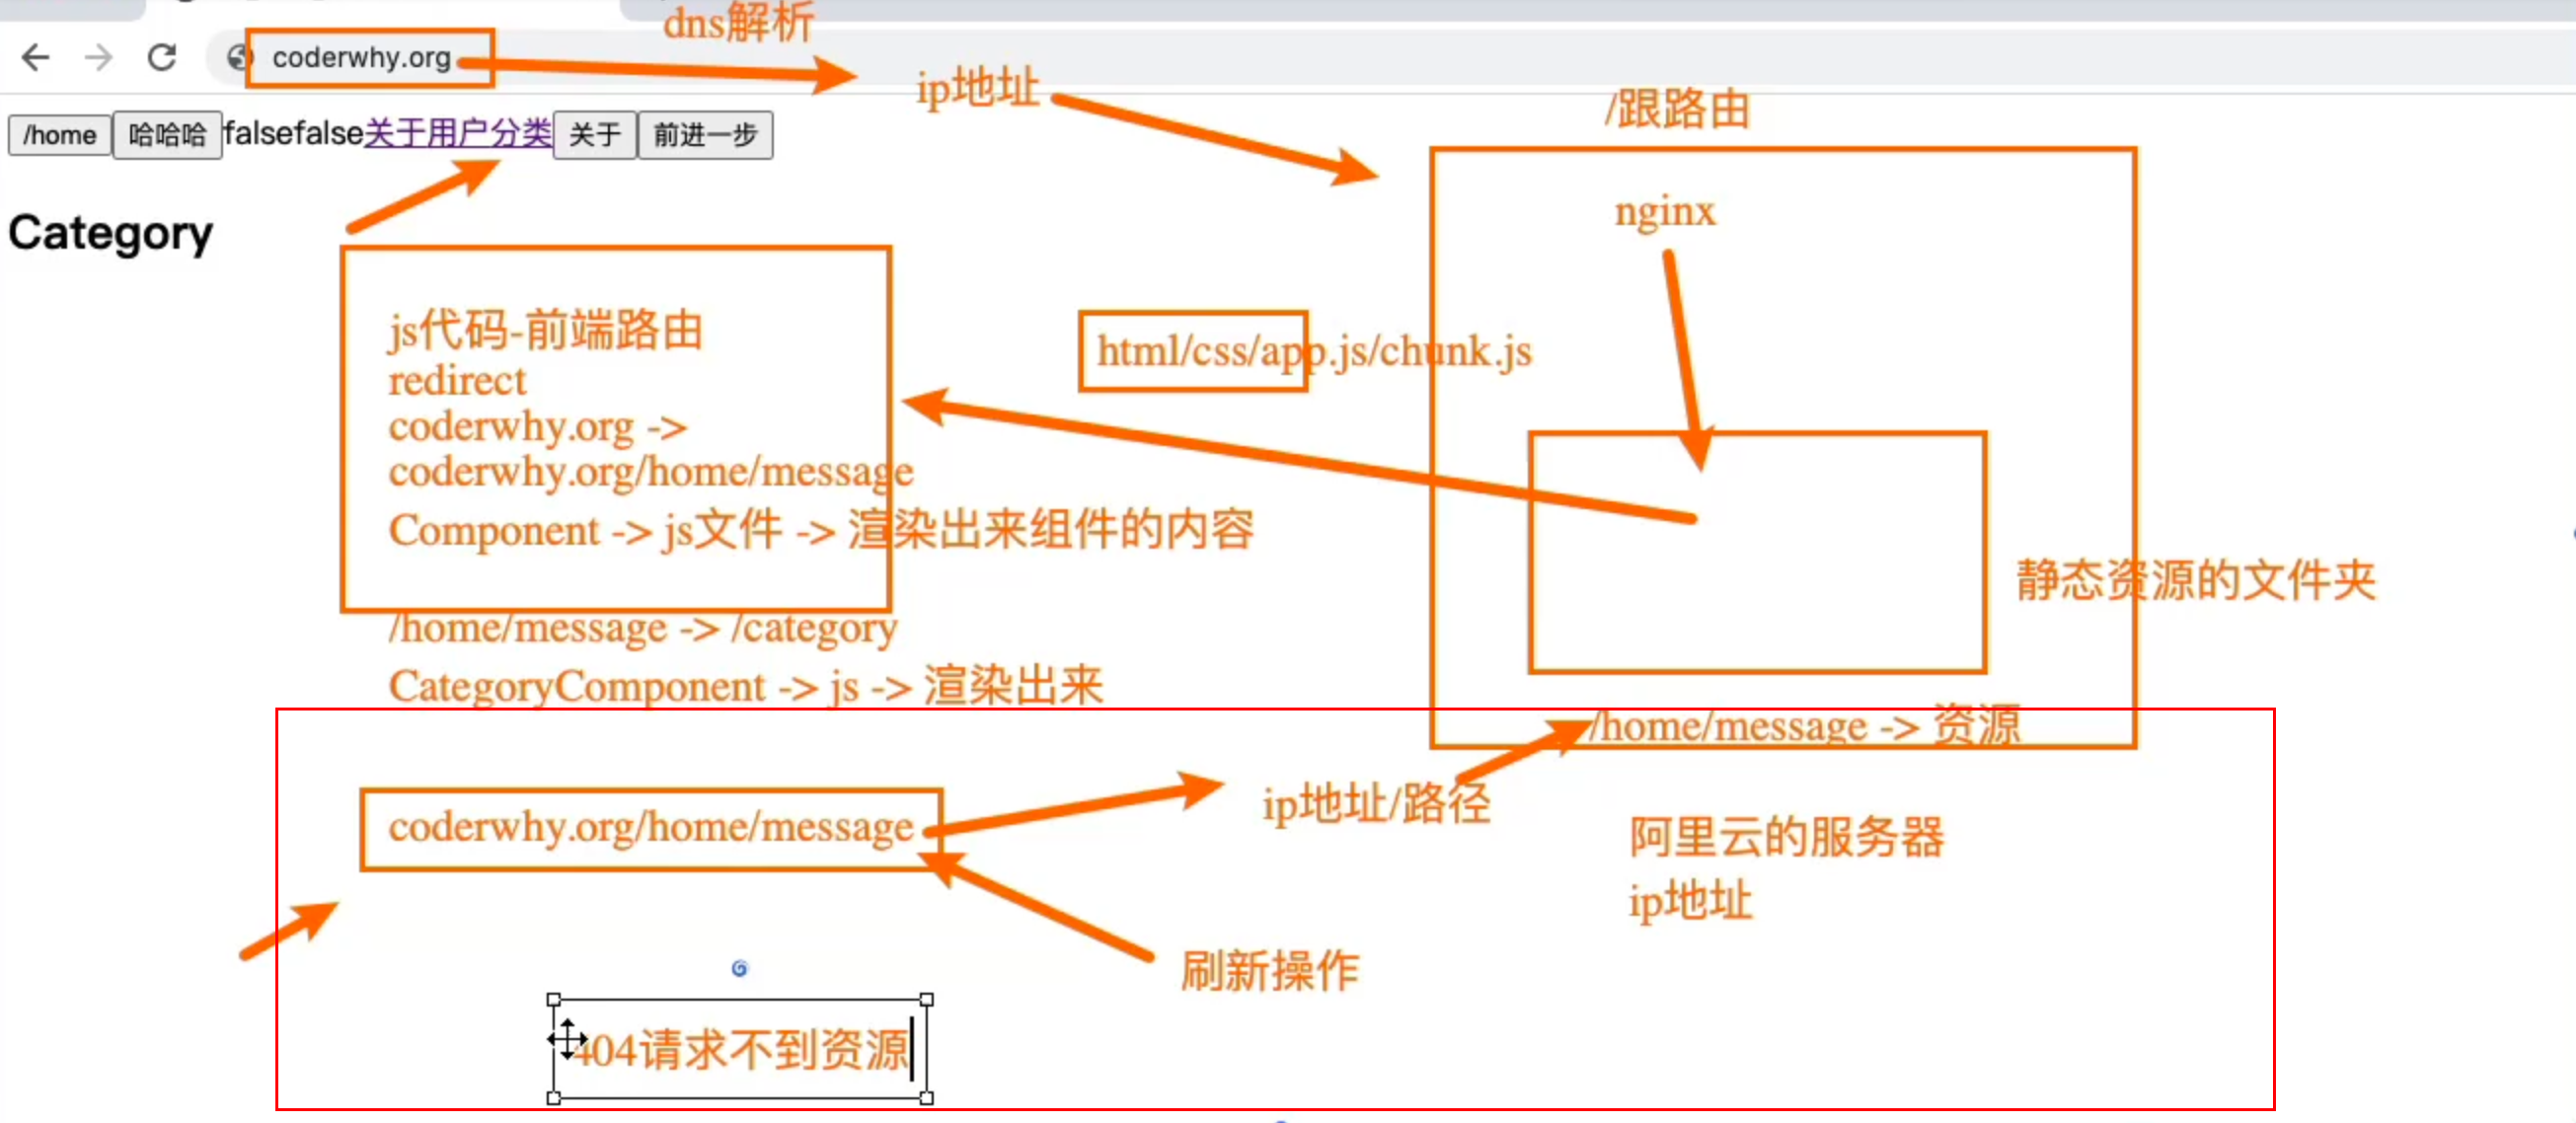 dns解析
coderwhy.org
ip地址
/跟路由
/home 哈哈哈 falsefalse关于用户分类 关于 前进一步
nginx
Category
js代码-前端路由
html/css/app.js/chunk.js
redirect
coderwhy.org ->
coderwhy.org/home/message
Component -> js文件 -> 渲染出来组件的内容
静态资源的文件夹
/home/message -> /category
CategoryComponent -> js -> 渲染出来
/home/message -> 资源
coderwhy.org/home/message
ip地址/路径
阿里云的服务器
ip地址
刷新操作
404请求不到资源